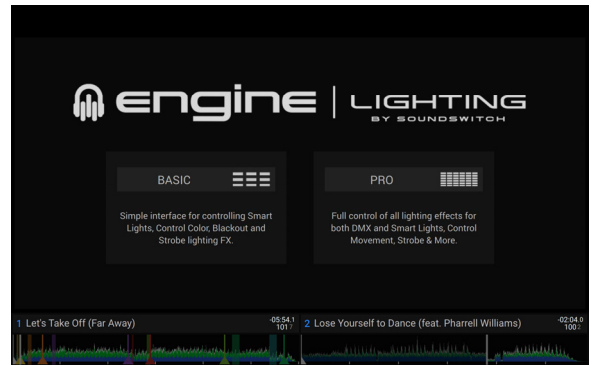 engine | LIGHTING
BY SOUNDSWITCH
BASIC
PRO
Simple interface for controlling Smart
Lights, Control Color, Blackout and
Strobe lighting FX.
Full control of all lighting effects for
both DMX and Smart Lights, Control
Movement, Strobe & More.
1 Let's Take Off (Far Away) -05:54.1
101 7
2 Lose Yourself to Dance (feat. Pharrell Williams) -02:04.0
100 2